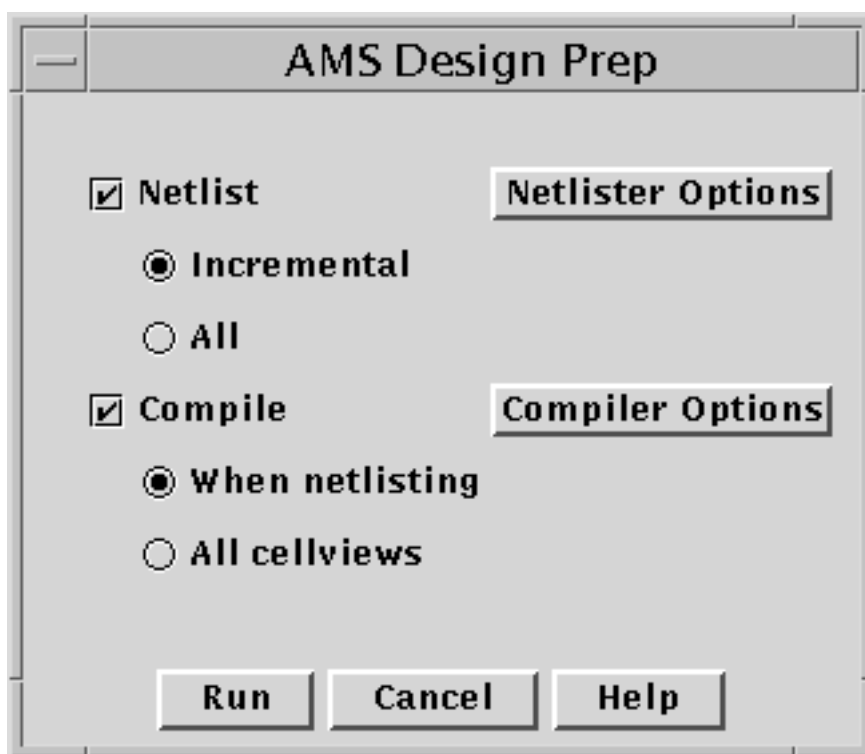 AMS Design Prep
Netlist Netlister Options
Incremental
All
Compile Compiler Options
When netlisting
All cellviews
Run Cancel Help